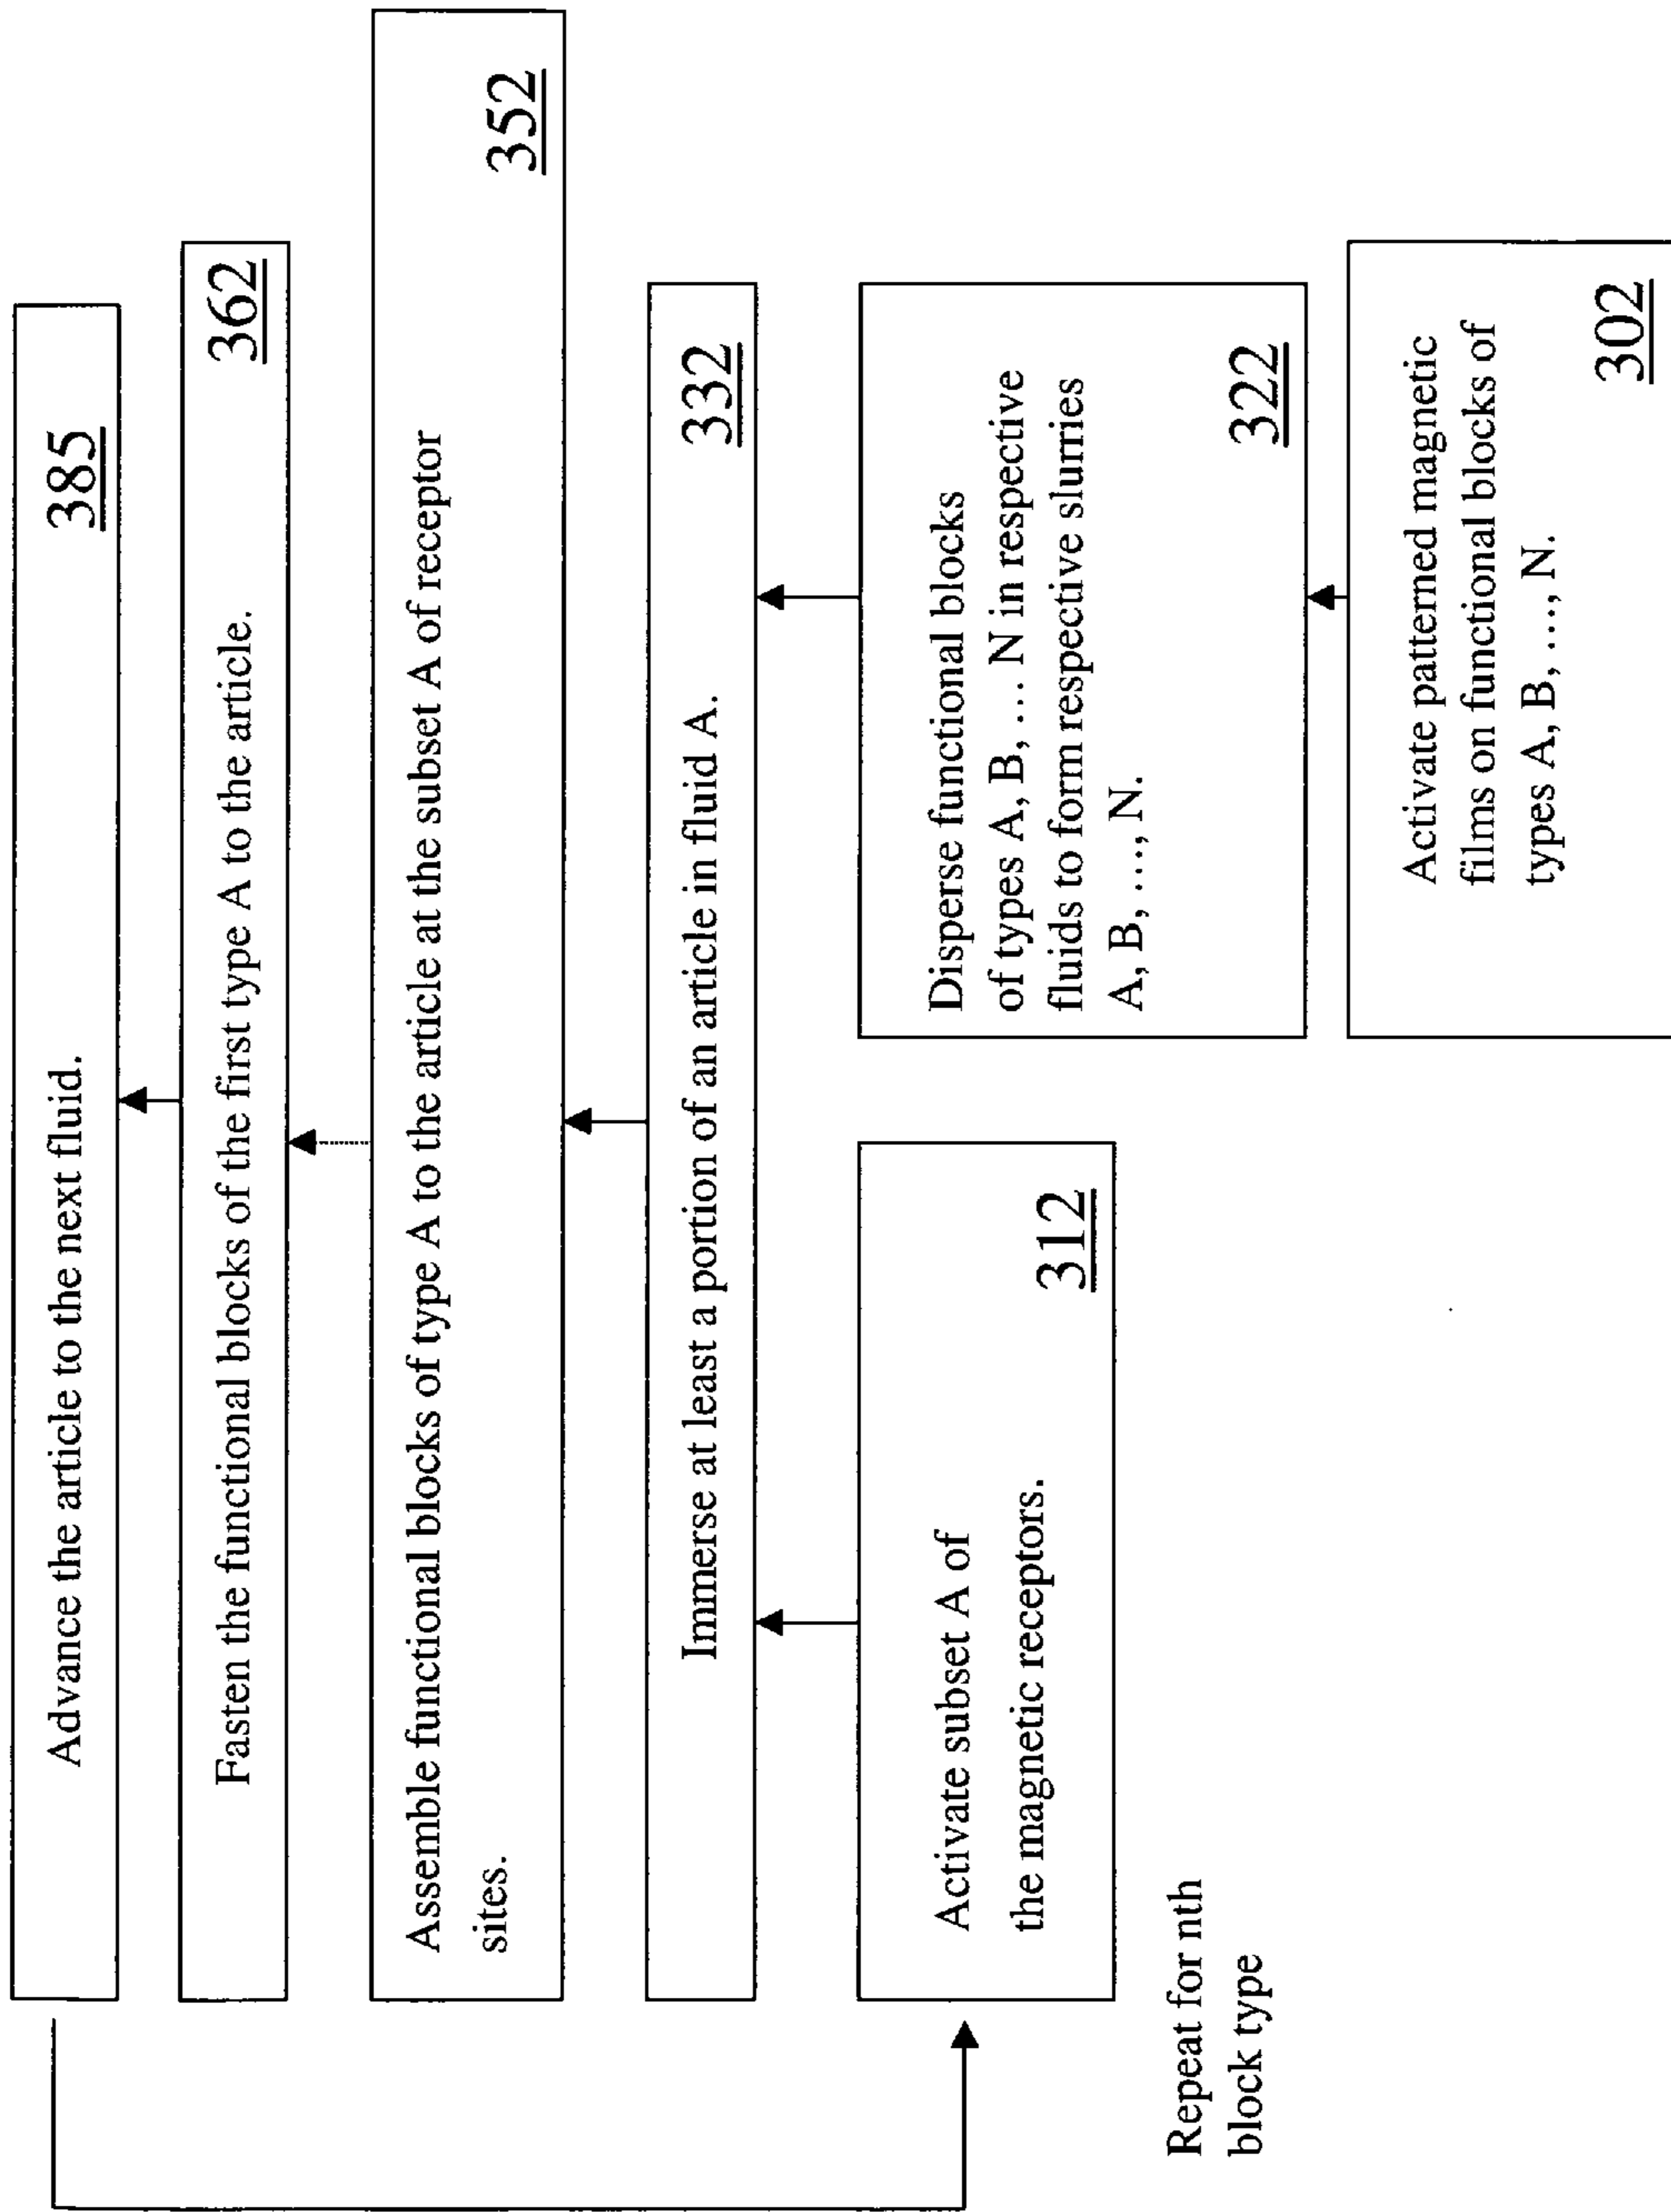 Advance the article to the next fluid.
385
Fasten the functional blocks of the first type A to the article.
362
Assemble functional blocks of type A to the article at the subset A of receptor
sites.
352
Immerse at least a portion of an article in fluid A.
332
Activate subset A of
the magnetic receptors.
312
Disperse functional blocks
of types A, B, … N in respective
fluids to form respective slurries
A, B, …, N.
322
Activate patterned magnetic
films on functional blocks of
types A, B, …, N.
302
Repeat for nth
block type